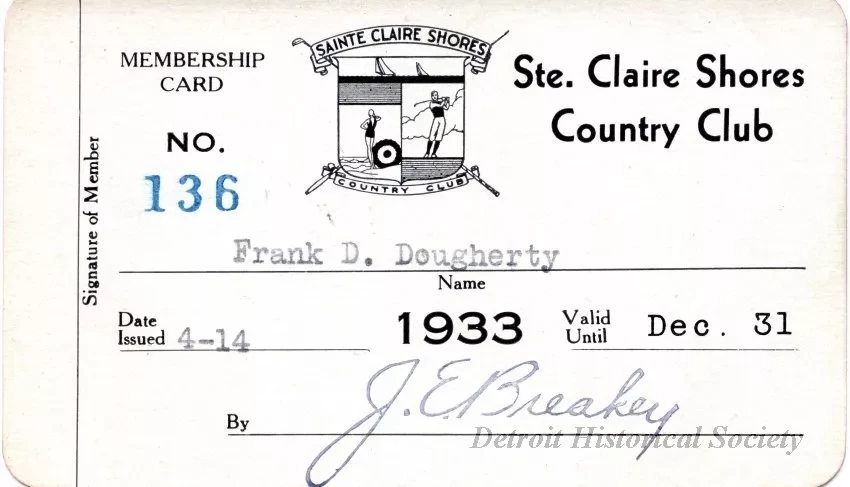 MEMBERSHIP
CARD
NO.
136
SAINTE CLAIRE SHORES
COUNTRY CLUB
Ste. Claire Shores
Country Club
Signature of Member
Frank D. Dougherty
Name
Date
Issued 4-14
1933
Valid
Until
Dec. 31
By J.E. Breakey
Detroit Historical Society